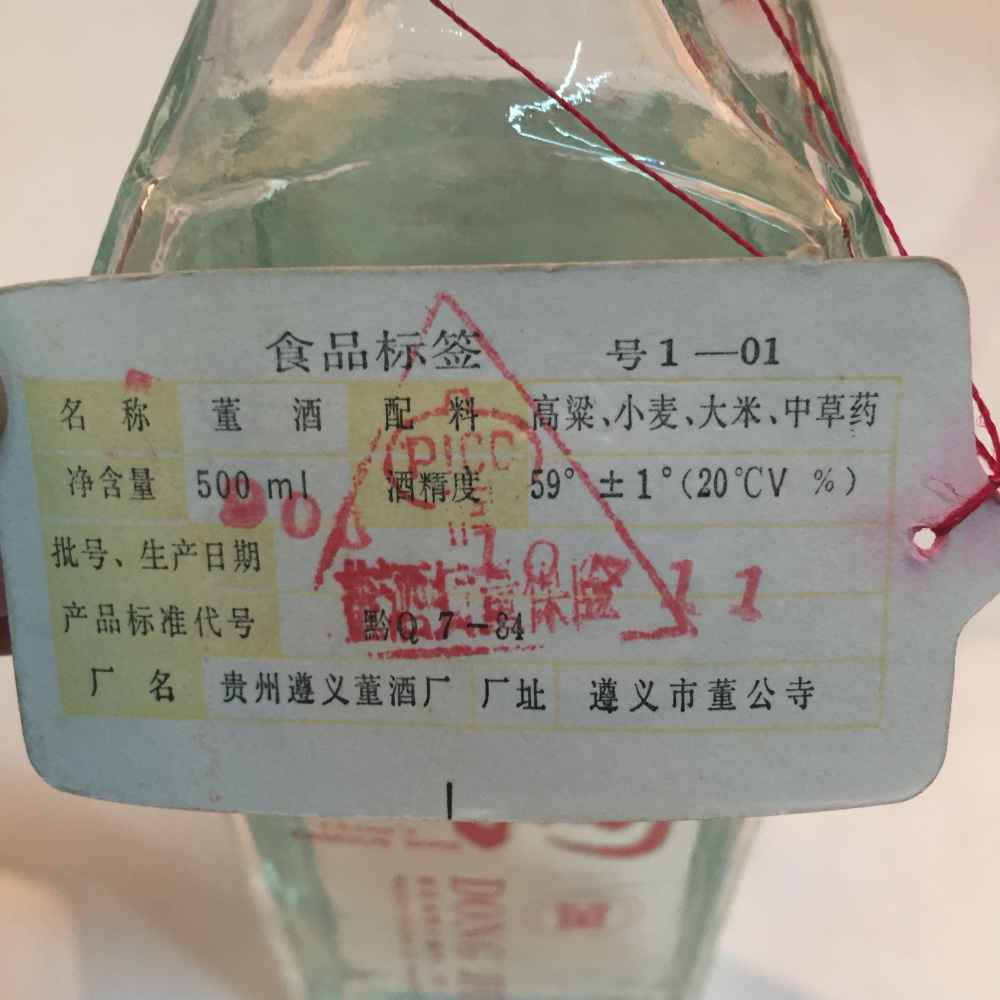 食品标签 号1—01
名称 董酒 配料 高粱、小麦、大米、中草药
净含量 500ml 酒精度 59°±1°(20℃V %)
PICC
批号、生产日期 11
产品标准代号 黔Q 7-84
厂名 贵州遵义董酒厂 厂址 遵义市董公寺
DONG